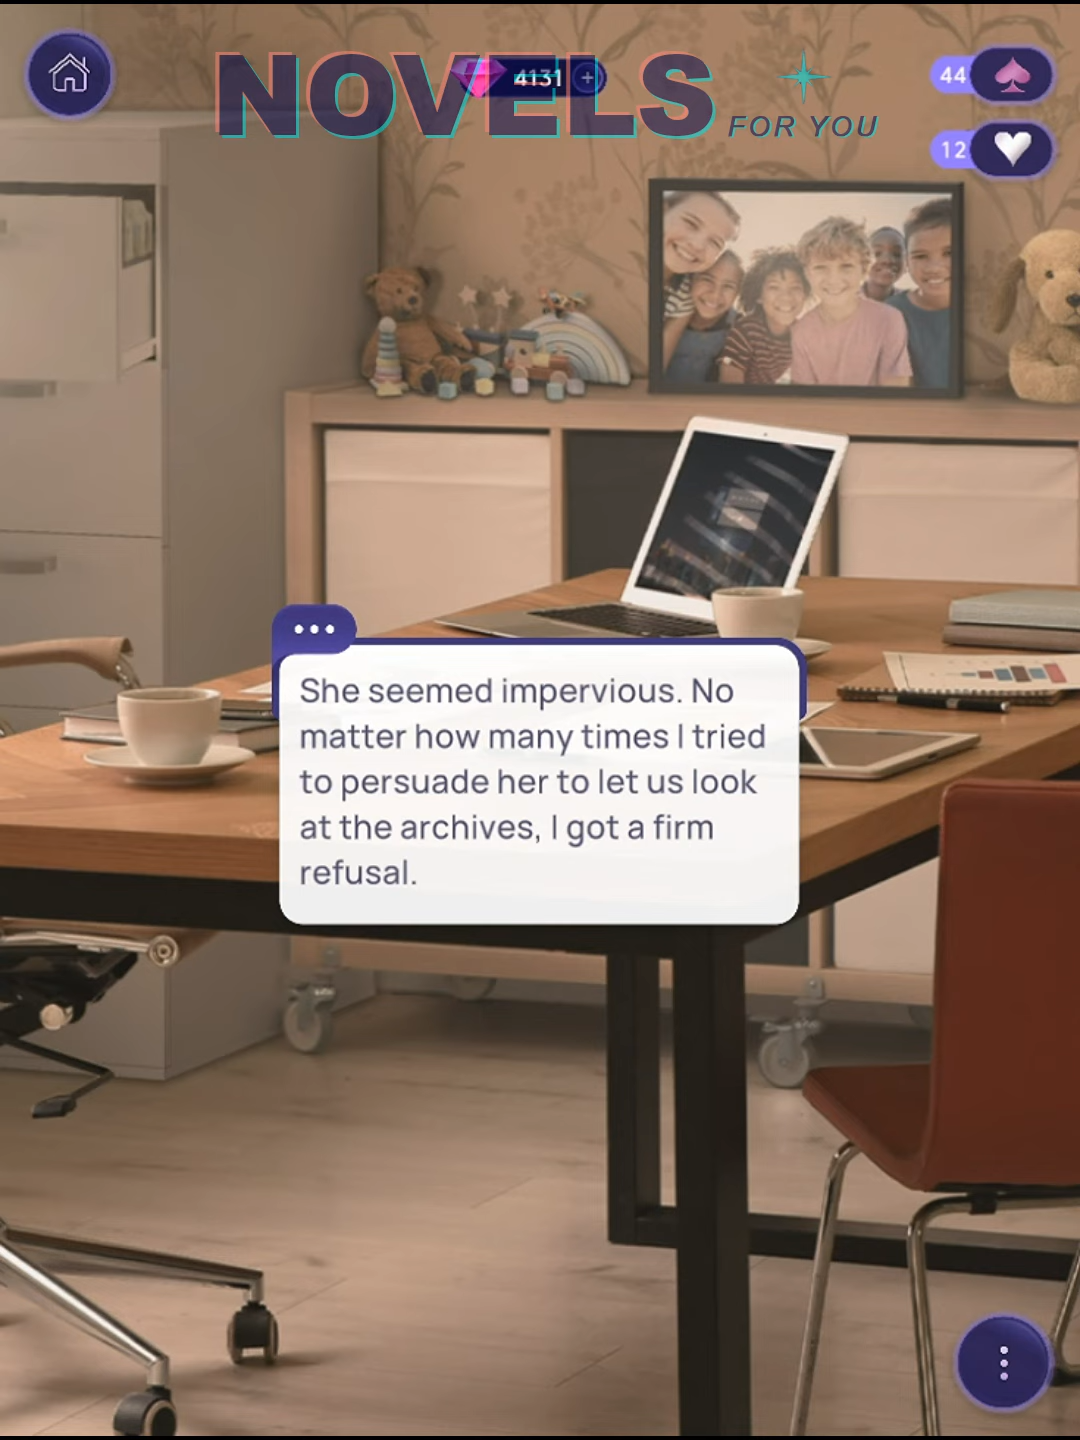 NOVELS
FOR YOU
4131
44
12
She seemed impervious. No
matter how many times I tried
to persuade her to let us look
at the archives, I got a firm
refusal.